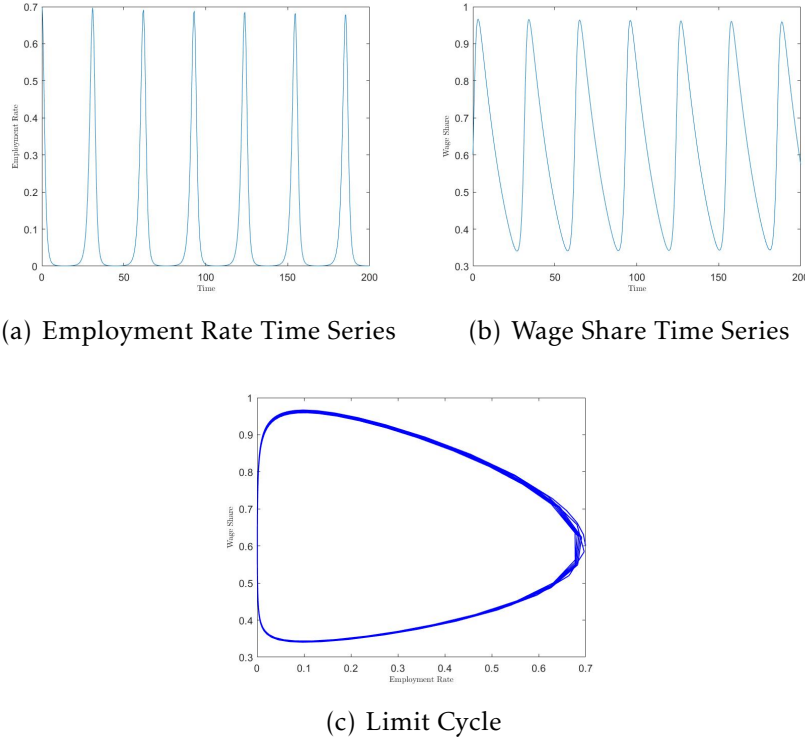 0.7
0.6
0.5
0.4
0.3
0.2
0.1
0
Employment Rate
0 50 100 150 200
Time
1
0.9
0.8
0.7
0.6
0.5
0.4
0.3
Wage Share
0 50 100 150 200
Time
(a) Employment Rate Time Series
(b) Wage Share Time Series
1
0.9
0.8
0.7
0.6
0.5
0.4
0.3
Wage Share
0 0.1 0.2 0.3 0.4 0.5 0.6 0.7
Employment Rate
(c) Limit Cycle